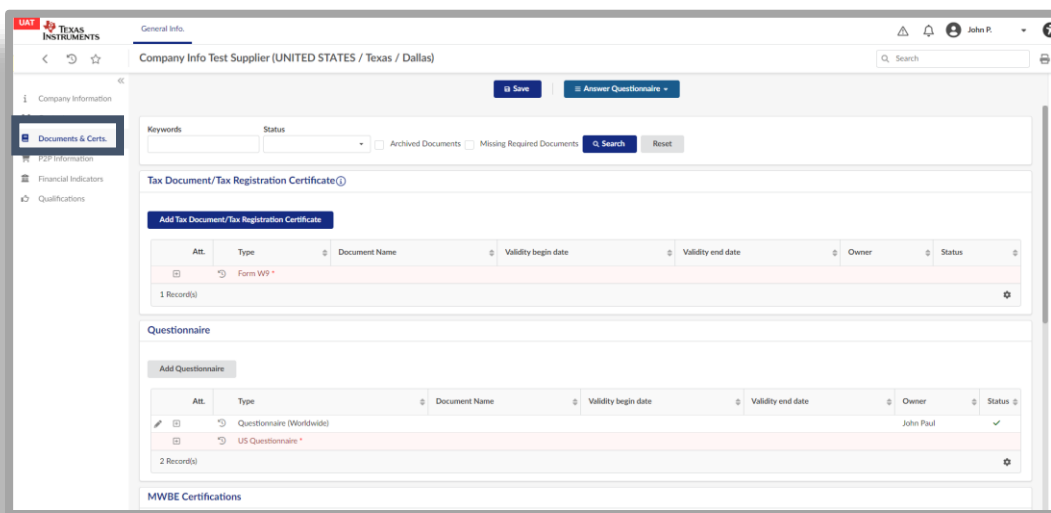 UAT
TEXAS INSTRUMENTS
General Info.
John P.
Company Info Test Supplier (UNITED STATES / Texas / Dallas)
Search
Company Information
Save
Answer Questionnaire
Documents & Certs.
P2P Information
Financial Indicators
Qualifications
Keywords
Status
Archived Documents
Missing Required Documents
Search
Reset
Tax Document/Tax Registration Certificate
Add Tax Document/Tax Registration Certificate
Att. Type Document Name Validity begin date Validity end date Owner Status
Form W9 *
1 Record(s)
Questionnaire
Add Questionnaire
Att. Type Document Name Validity begin date Validity end date Owner Status
Questionnaire (Worldwide) John Paul
US Questionnaire *
2 Record(s)
MWBE Certifications